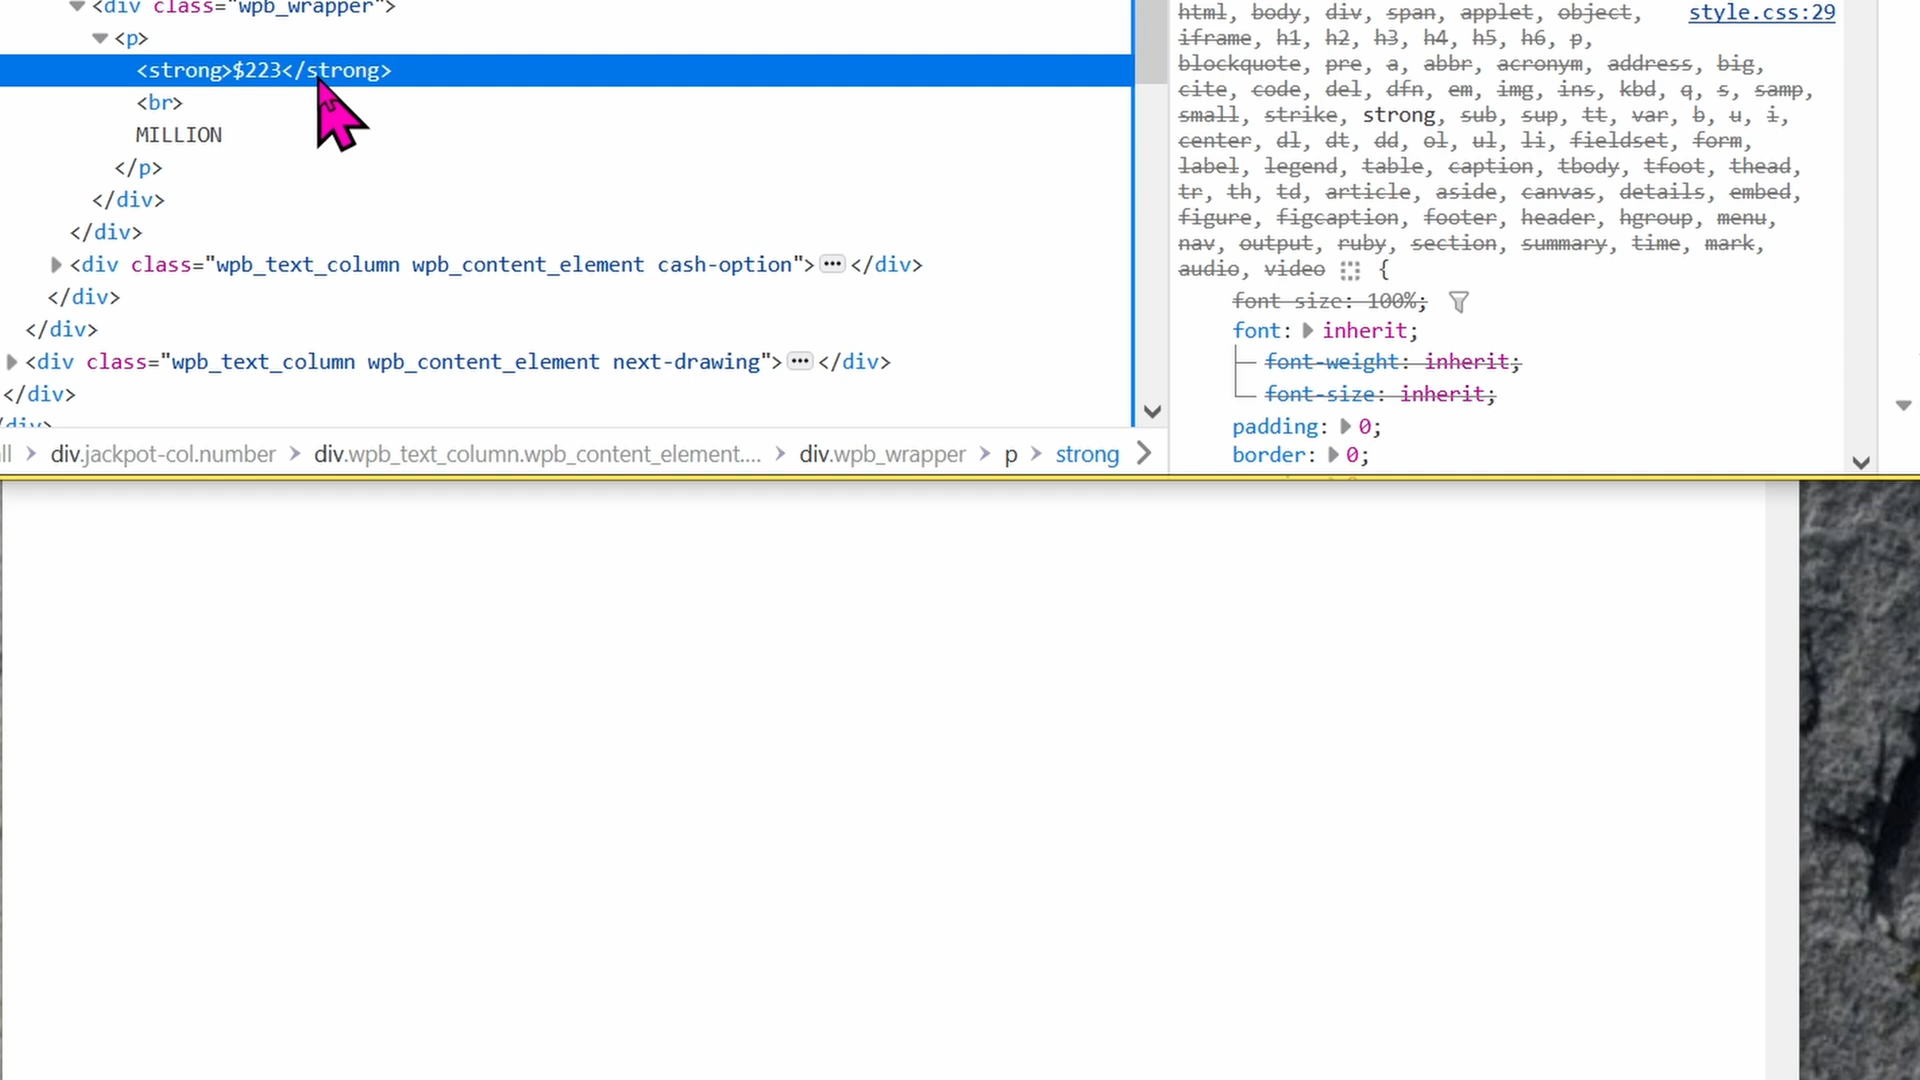 <div class="wpb_wrapper">
<p>
<strong>$223</strong>
<br>
MILLION
</p>
</div>
</div>
<div class="wpb_text_column wpb_content_element cash-option">•••</div>
</div>
</div>
<div class="wpb_text_column wpb_content_element next-drawing">•••</div>
</div>
/div>
ll > div.jackpot-col.number > div.wpb_text_column.wpb_content_element.... > div.wpb_wrapper > p > strong
html, body, div, span, applet, object, style.css:29
iframe, h1, h2, h3, h4, h5, h6, p,
blockquote, pre, a, abbr, acronym, address, big,
cite, code, del, dfn, em, img, ins, kbd, q, s, samp,
small, strike, strong, sub, sup, tt, var, b, u, i,
center, dl, dt, dd, ol, ul, li, fieldset, form,
label, legend, table, caption, tbody, tfoot, thead,
tr, th, td, article, aside, canvas, details, embed,
figure, figcaption, footer, header, hgroup, menu,
nav, output, ruby, section, summary, time, mark,
audio, video {
font-size: 100%;
font: inherit;
font-weight: inherit;
font-size: inherit;
padding: 0;
border: 0;